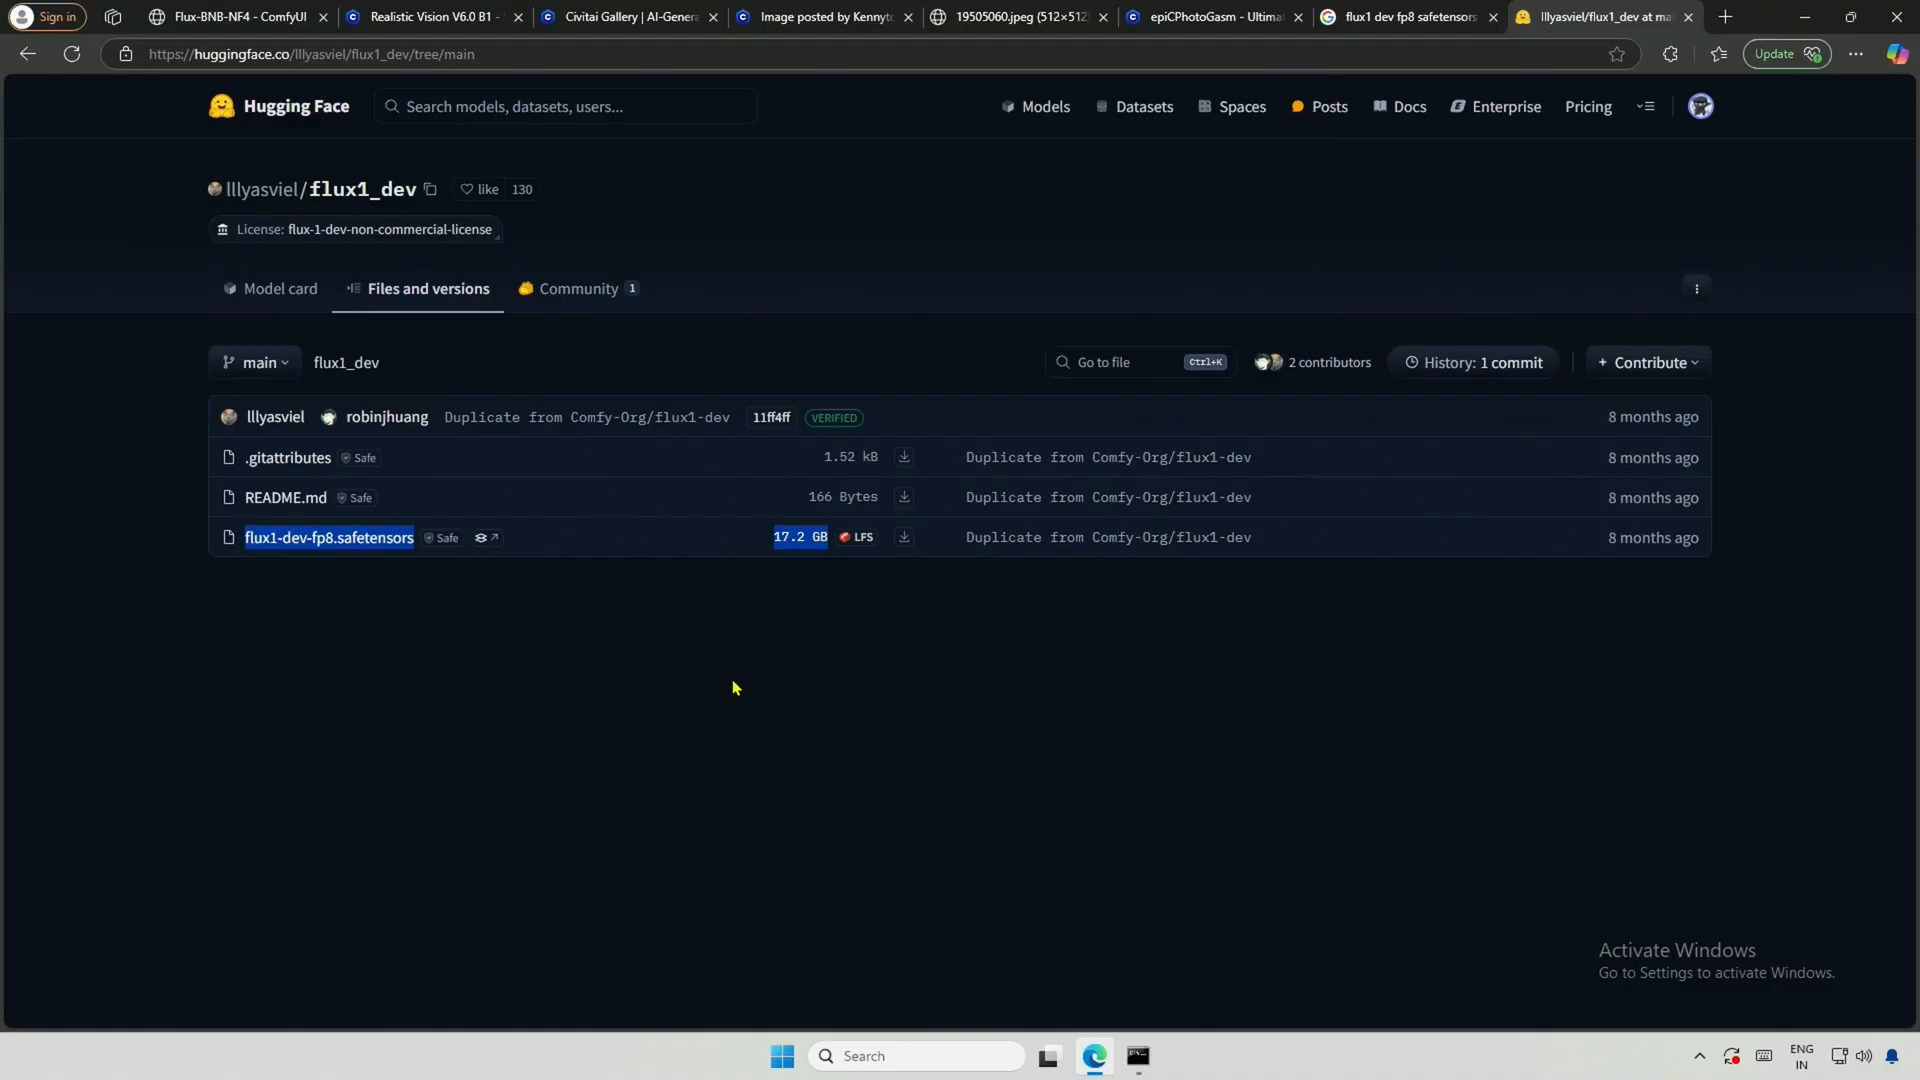 Sign in
Flux-BNB-NF4 - ComfyUI
Realistic Vision V6.0 B1 -
Civitai Gallery | AI-Genera
Image posted by Kennyt
19505060.jpeg (512×512
epiCPhotoGasm - Ultima
flux1 dev fp8 safetensors
lllyasviel/flux1_dev at ma
https://huggingface.co/lllyasviel/flux1_dev/tree/main
Update
Hugging Face
Search models, datasets, users...
Models
Datasets
Spaces
Posts
Docs
Enterprise
Pricing
lllyasviel/flux1_dev
like 130
License: flux-1-dev-non-commercial-license
Model card
Files and versions
Community 1
main
flux1_dev
Go to file Ctrl+K
2 contributors
History: 1 commit
+ Contribute
lllyasviel robinjhuang Duplicate from Comfy-Org/flux1-dev 11ff4ff VERIFIED 8 months ago
.gitattributes Safe 1.52 kB Duplicate from Comfy-Org/flux1-dev 8 months ago
README.md Safe 166 Bytes Duplicate from Comfy-Org/flux1-dev 8 months ago
flux1-dev-fp8.safetensors Safe 17.2 GB LFS Duplicate from Comfy-Org/flux1-dev 8 months ago
Activate Windows
Go to Settings to activate Windows.
Search
ENG
IN